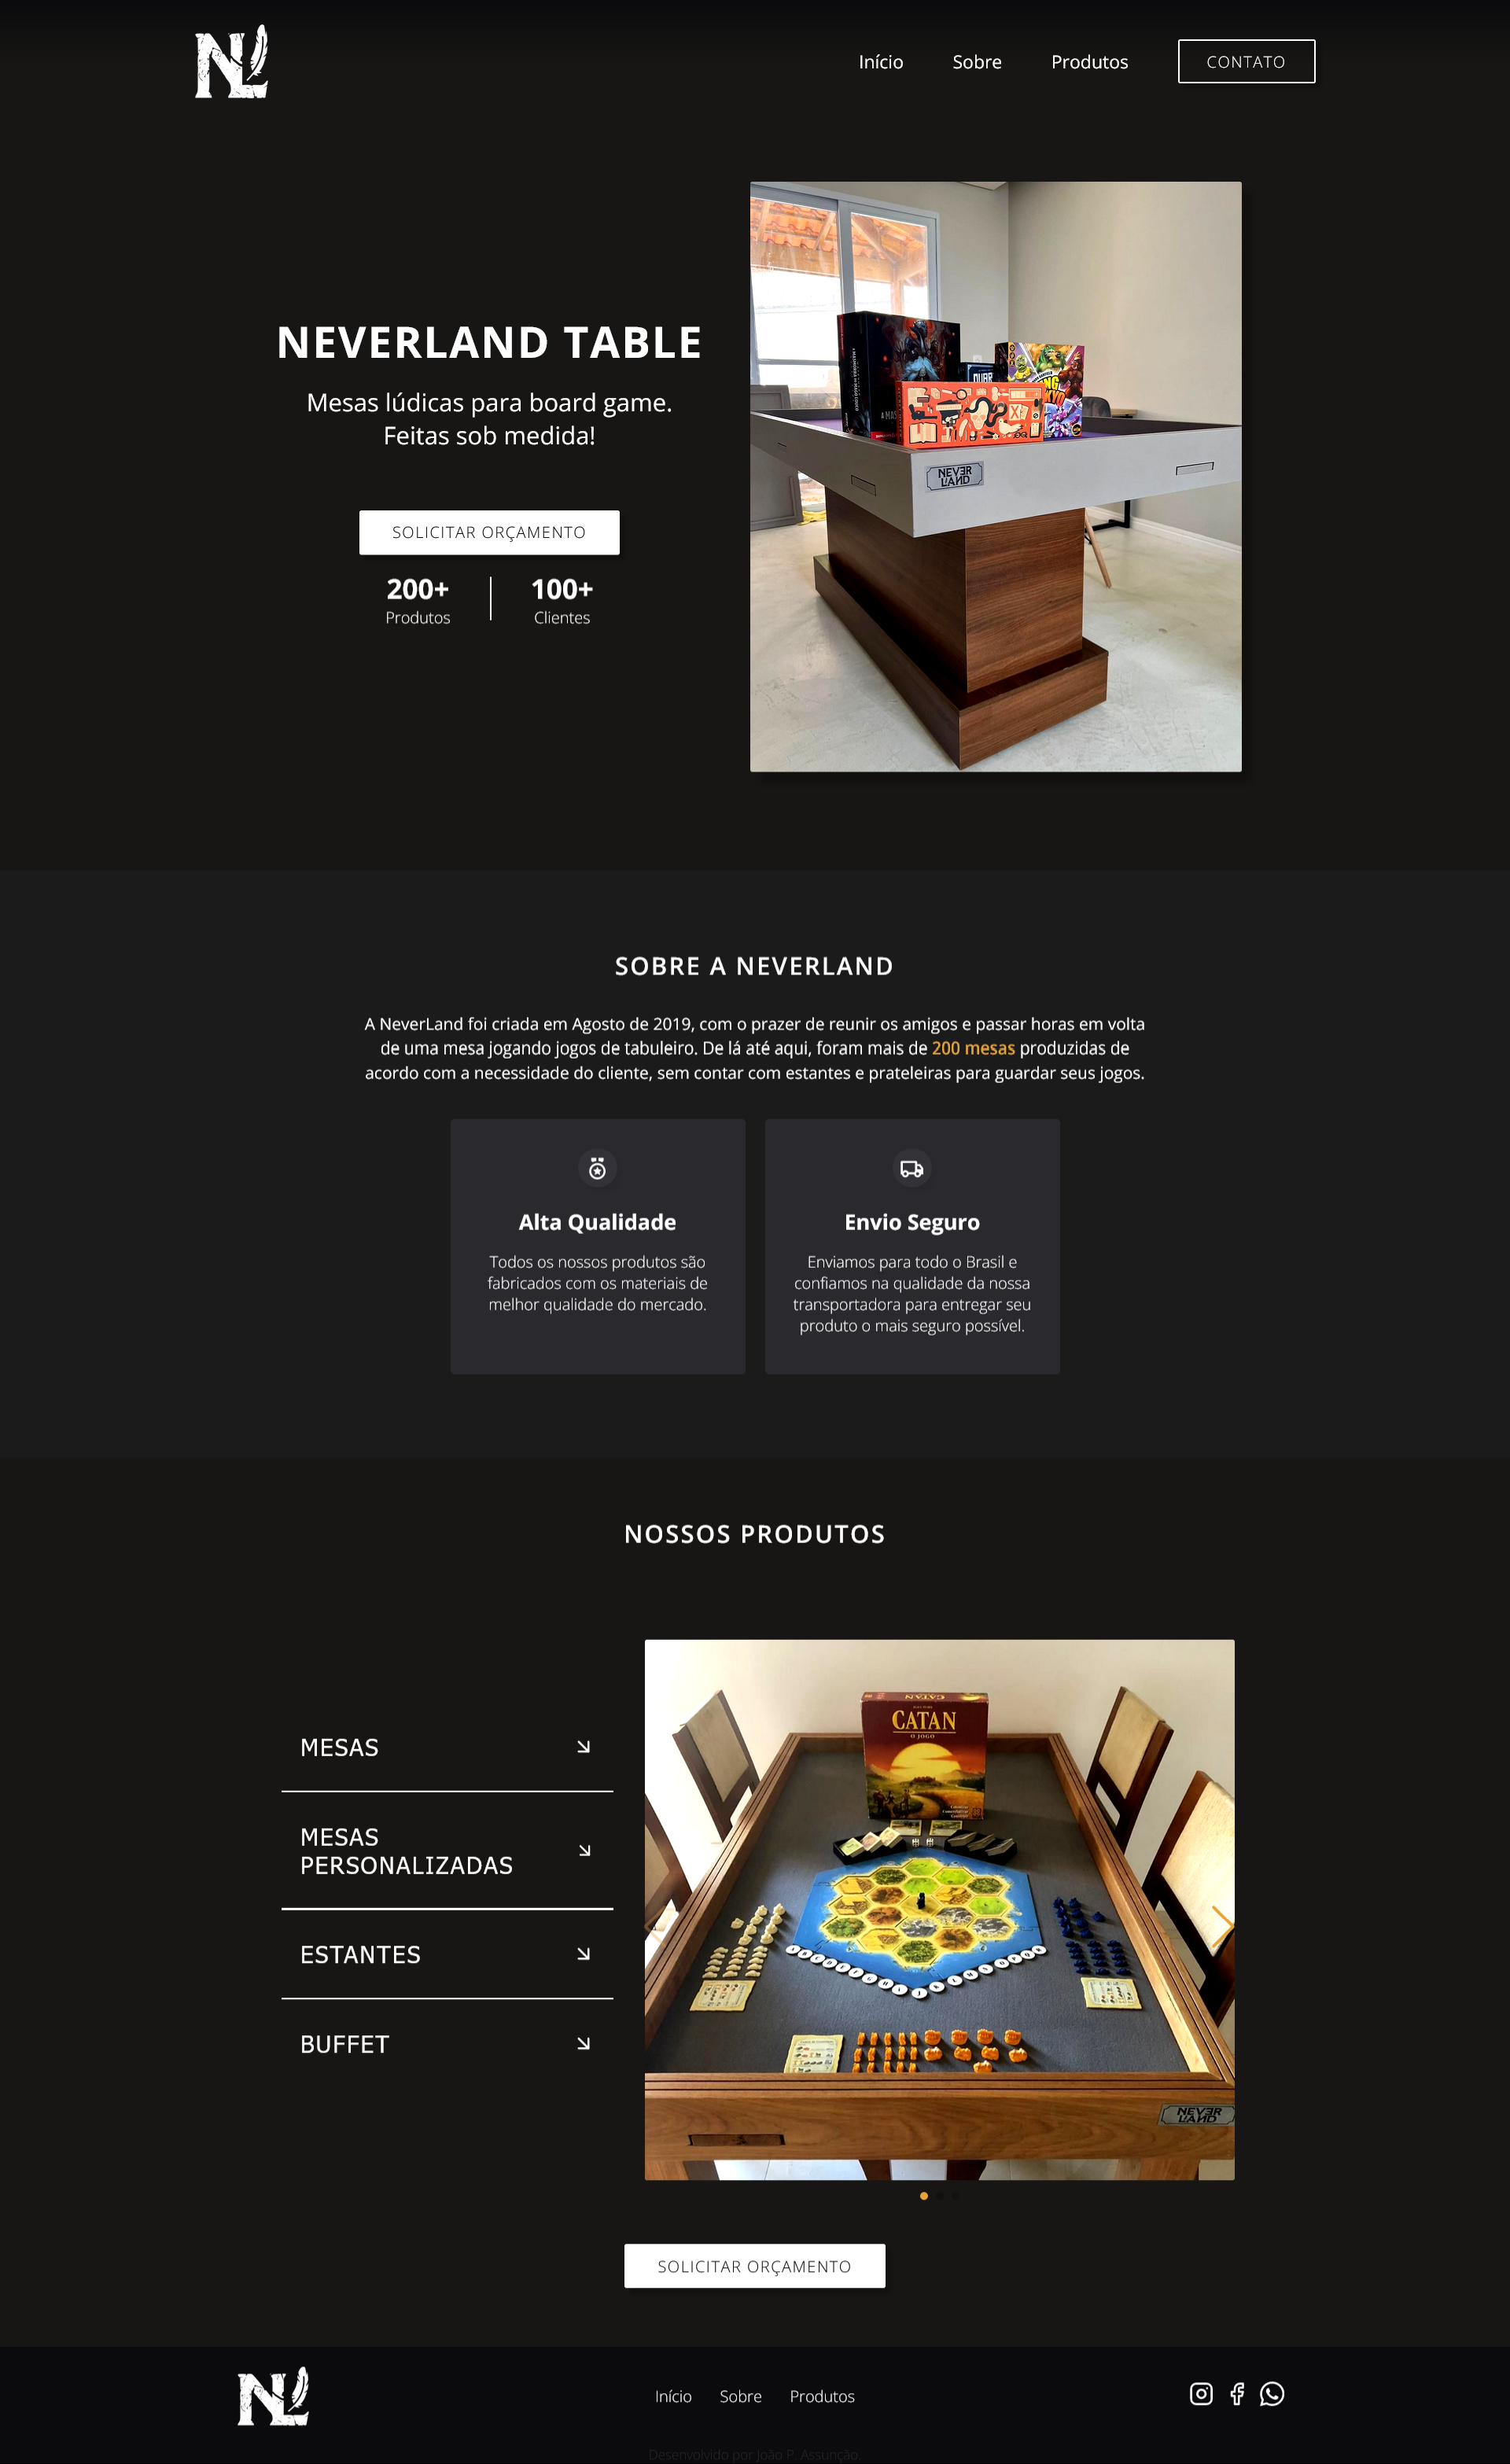 NL
Início Sobre Produtos CONTATO
NEVERLAND TABLE
Mesas lúdicas para board game.
Feitas sob medida!
SOLICITAR ORÇAMENTO
200+ 100+
Produtos Clientes
NEVERLAND
SOBRE A NEVERLAND
A NeverLand foi criada em Agosto de 2019, com o prazer de reunir os amigos e passar horas em volta
de uma mesa jogando jogos de tabuleiro. De lá até aqui, foram mais de 200 mesas produzidas de
acordo com a necessidade do cliente, sem contar com estantes e prateleiras para guardar seus jogos.
Alta Qualidade
Todos os nossos produtos são
fabricados com os materiais de
melhor qualidade do mercado.
Envio Seguro
Enviamos para todo o Brasil e
confiamos na qualidade da nossa
transportadora para entregar seu
produto o mais seguro possível.
NOSSOS PRODUTOS
MESAS
MESAS
PERSONALIZADAS
ESTANTES
BUFFET
CATAN
CATAN
O JOGO
NEVERLAND
SOLICITAR ORÇAMENTO
NL
Início Sobre Produtos
Desenvolvido por João P. Assunção.